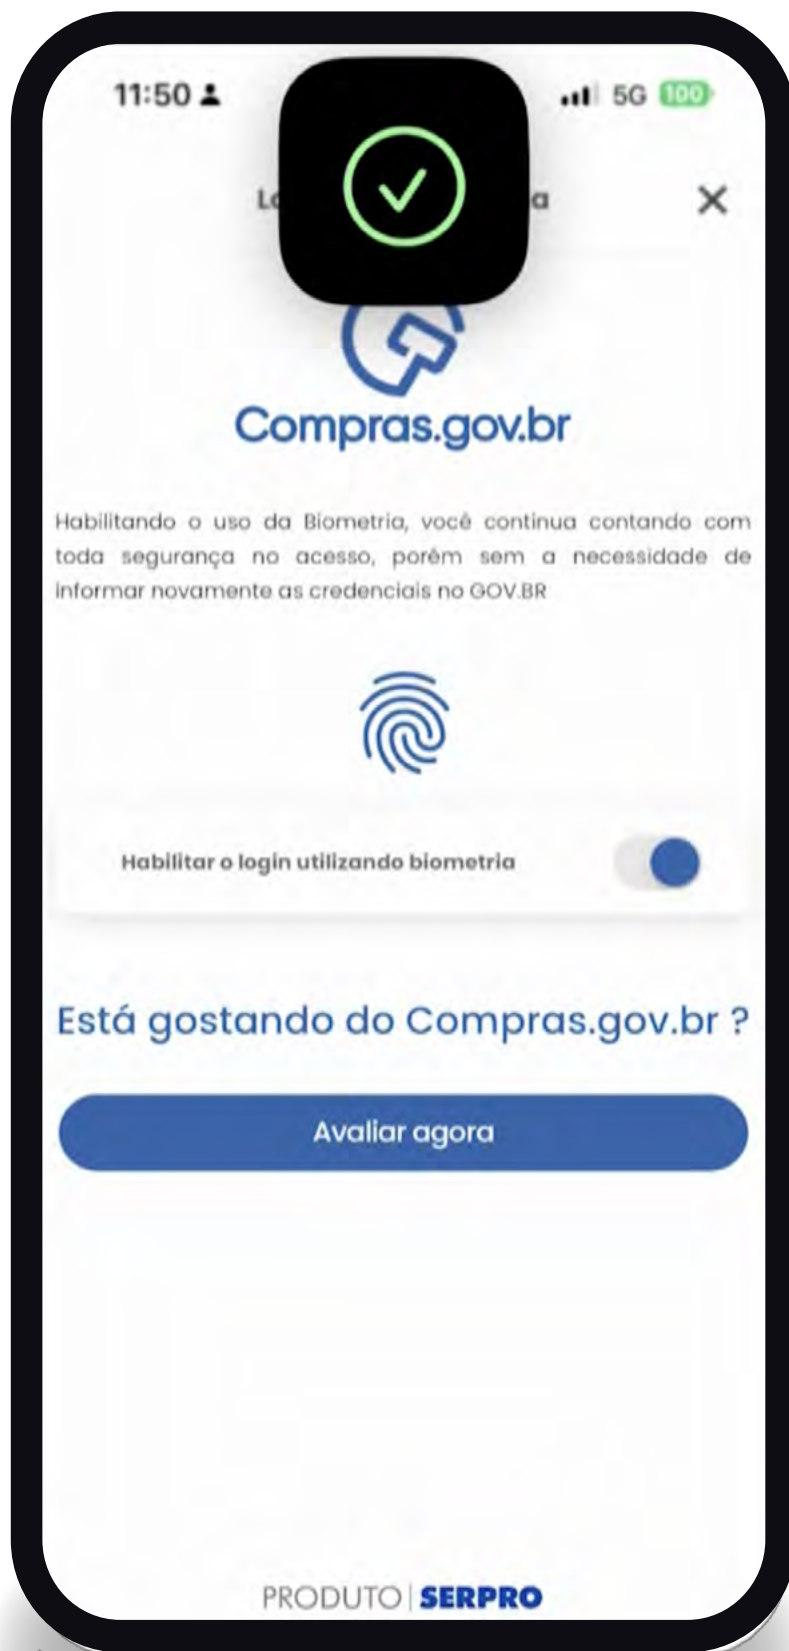 11:50
5G 100
Compras.gov.br
Habilitando o uso da Biometria, você continua contando com
toda segurança no acesso, porém sem a necessidade de
informar novamente as credenciais no GOV.BR
Habilitar o login utilizando biometria
Está gostando do Compras.gov.br ?
Avaliar agora
PRODUTO | SERPRO